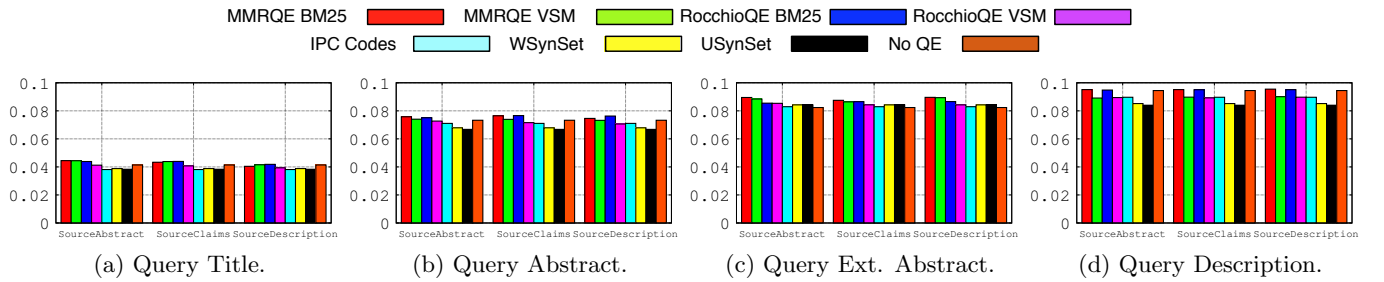 MMRQE BM25 MMRQE VSM RocchioQE BM25 RocchioQE VSM
IPC Codes WSynSet USynSet No QE
0.1
0.08
0.06
0.04
0.02
0
SourceAbstract SourceClaims SourceDescription
(a) Query Title.
0.1
0.08
0.06
0.04
0.02
0
SourceAbstract SourceClaims SourceDescription
(b) Query Abstract.
0.1
0.08
0.06
0.04
0.02
0
SourceAbstract SourceClaims SourceDescription
(c) Query Ext. Abstract.
0.1
0.08
0.06
0.04
0.02
0
SourceAbstract SourceClaims SourceDescription
(d) Query Description.